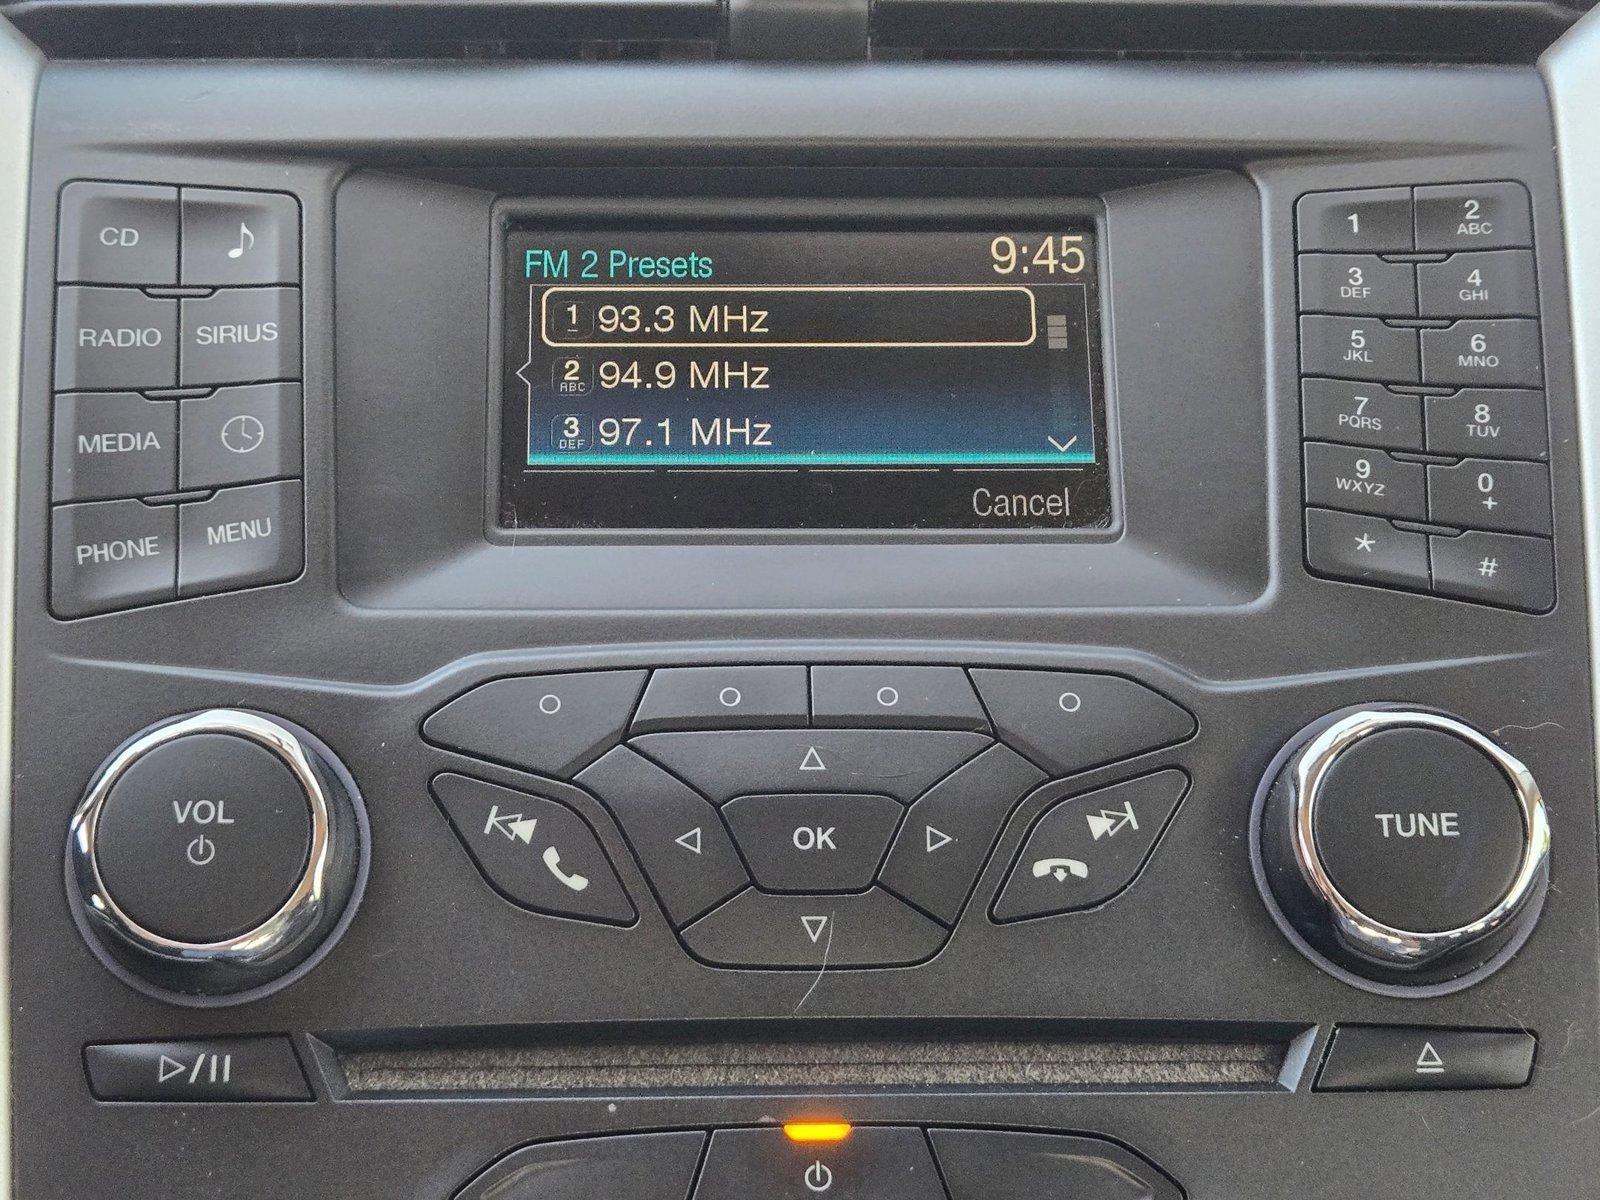 CD
RADIO SIRIUS
MEDIA
PHONE MENU
FM 2 Presets 9:45
1 93.3 MHz
2 ABC 94.9 MHz
3 DEF 97.1 MHz
Cancel
1 2 ABC
3 DEF 4 GHI
5 JKL 6 MNO
7 PQRS 8 TUV
9 WXYZ 0 +
* #
VOL
OK
TUNE